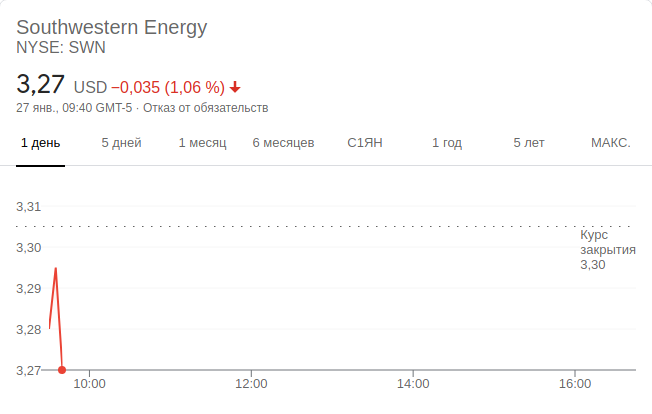 Southwestern Energy
NYSE: SWN
3,27 USD −0,035 (1,06 %)
27 янв., 09:40 GMT-5 · Отказ от обязательств
1 день 5 дней 1 месяц 6 месяцев С1ЯН 1 год 5 лет МАКС.
3,31
Курс
закрытия
3,30
3,30
3,29
3,28
3,27
10:00 12:00 14:00 16:00